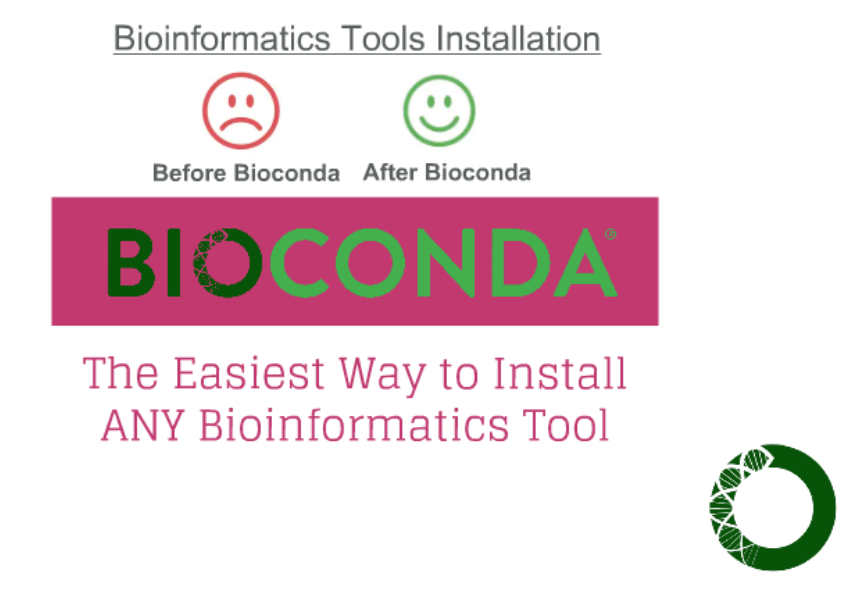 Bioinformatics Tools Installation
Before Bioconda After Bioconda
BIOCONDA®
The Easiest Way to Install
ANY Bioinformatics Tool